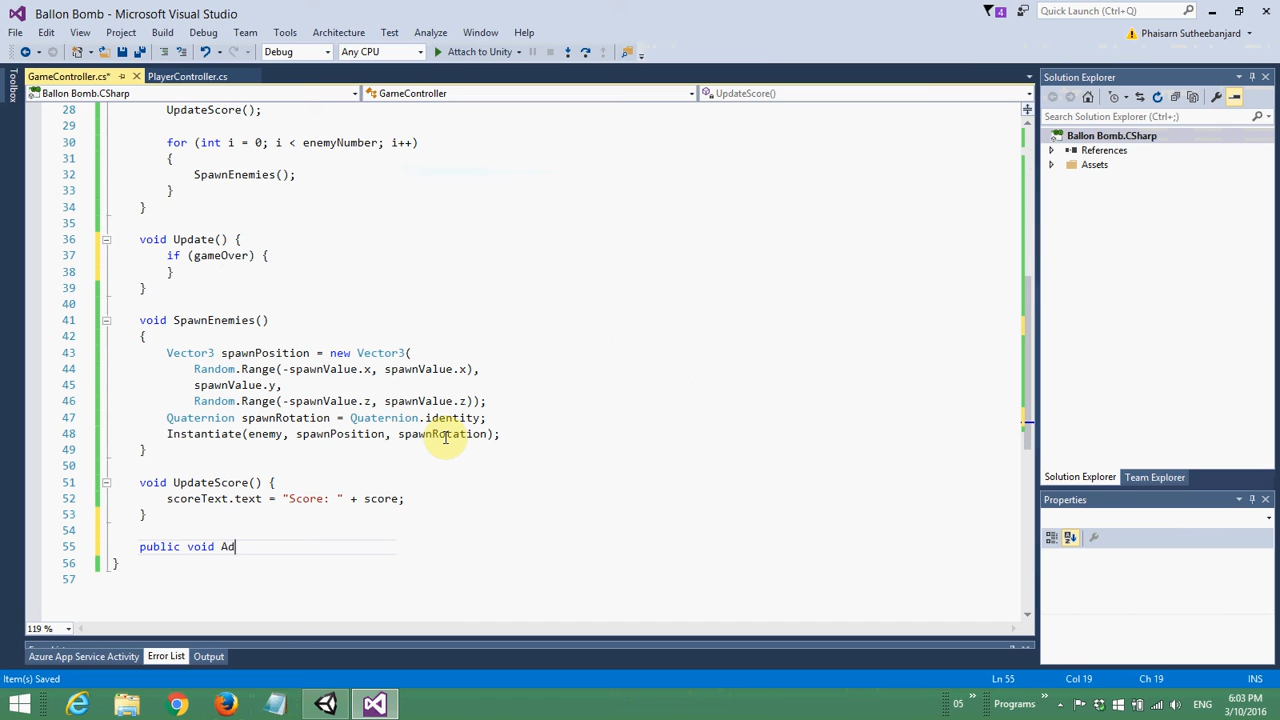 Ballon Bomb - Microsoft Visual Studio
4
Quick Launch (Ctrl+Q)
File Edit View Project Build Debug Team Tools Architecture Test Analyze Window Help
Phaisarn Sutheebanjard
Debug Any CPU Attach to Unity
Toolbox
GameController.cs* PlayerController.cs
Ballon Bomb.CSharp GameController UpdateScore()
28 UpdateScore();
29
30 for (int i = 0; i < enemyNumber; i++)
31 {
32 SpawnEnemies();
33 }
34 }
35
36 void Update() {
37 if (gameOver) {
38 }
39 }
40
41 void SpawnEnemies()
42 {
43 Vector3 spawnPosition = new Vector3(
44 Random.Range(-spawnValue.x, spawnValue.x),
45 spawnValue.y,
46 Random.Range(-spawnValue.z, spawnValue.z));
47 Quaternion spawnRotation = Quaternion.identity;
48 Instantiate(enemy, spawnPosition, spawnRotation);
49 }
50
51 void UpdateScore() {
52 scoreText.text = "Score: " + score;
53 }
54
55 public void Ad
56 }
57
119 %
Solution Explorer
Search Solution Explorer (Ctrl+;)
Ballon Bomb.CSharp
References
Assets
Solution Explorer Team Explorer
Properties
Azure App Service Activity Error List Output
Item(s) Saved Ln 55 Col 19 Ch 19 INS
05 Programs ENG
6:03 PM
3/10/2016